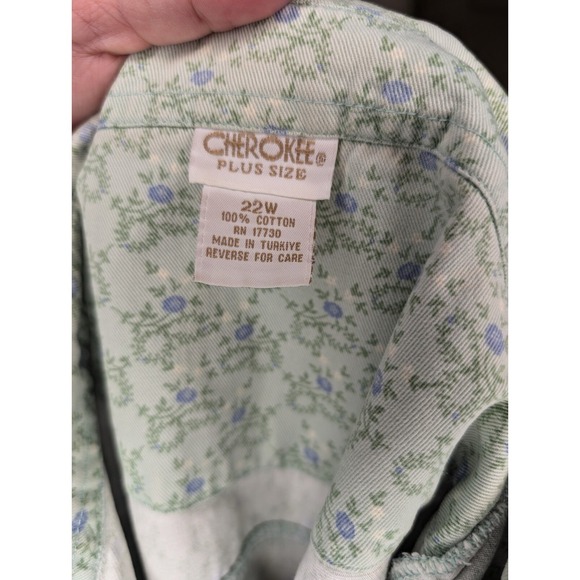 CHEROKEE®
PLUS SIZE
22W
100% COTTON
RN 17730
MADE IN TURKIYE
REVERSE FOR CARE